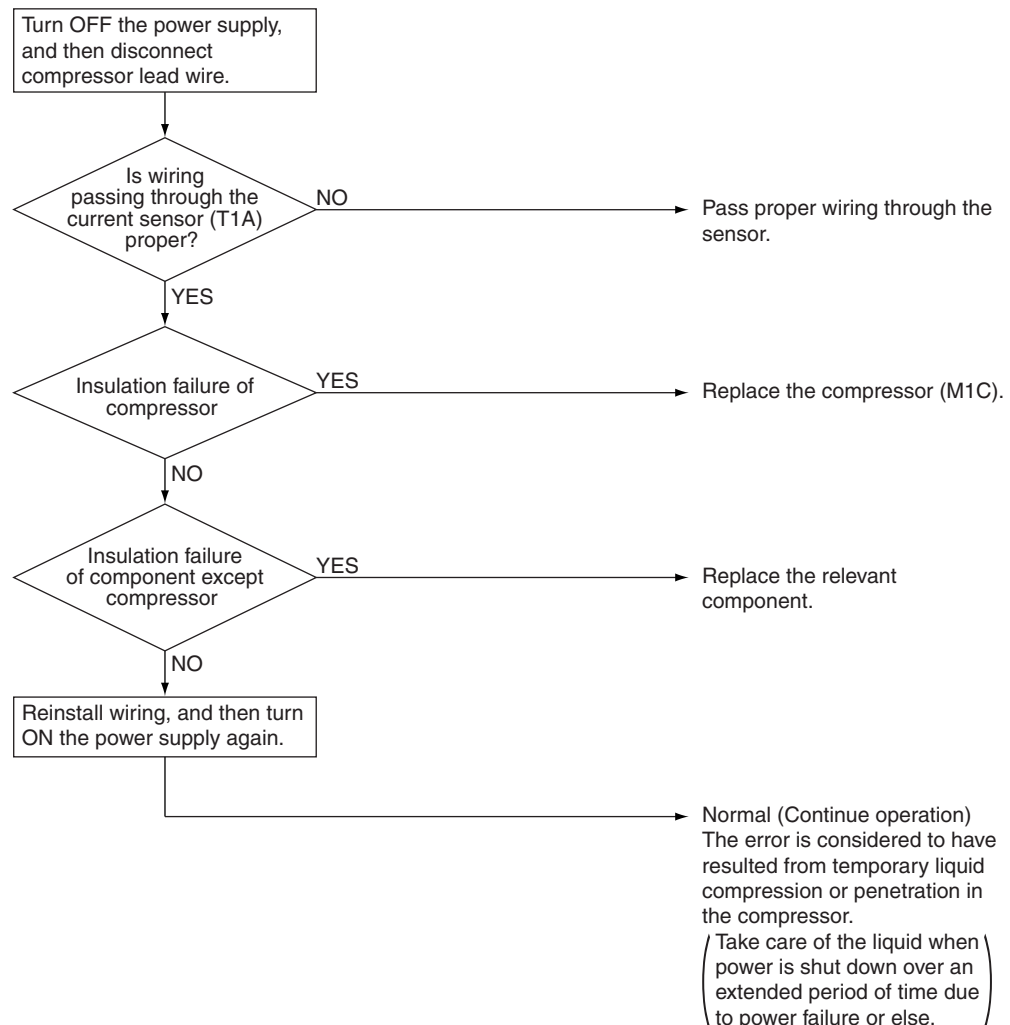 Turn OFF the power supply,
and then disconnect
compressor lead wire.
Is wiring
passing through the
current sensor (T1A)
proper?
NO
Pass proper wiring through the
sensor.
YES
Insulation failure of
compressor
YES
Replace the compressor (M1C).
NO
Insulation failure
of component except
compressor
YES
Replace the relevant
component.
NO
Reinstall wiring, and then turn
ON the power supply again.
Normal (Continue operation)
The error is considered to have
resulted from temporary liquid
compression or penetration in
the compressor.
Take care of the liquid when
power is shut down over an
extended period of time due
to power failure or else.